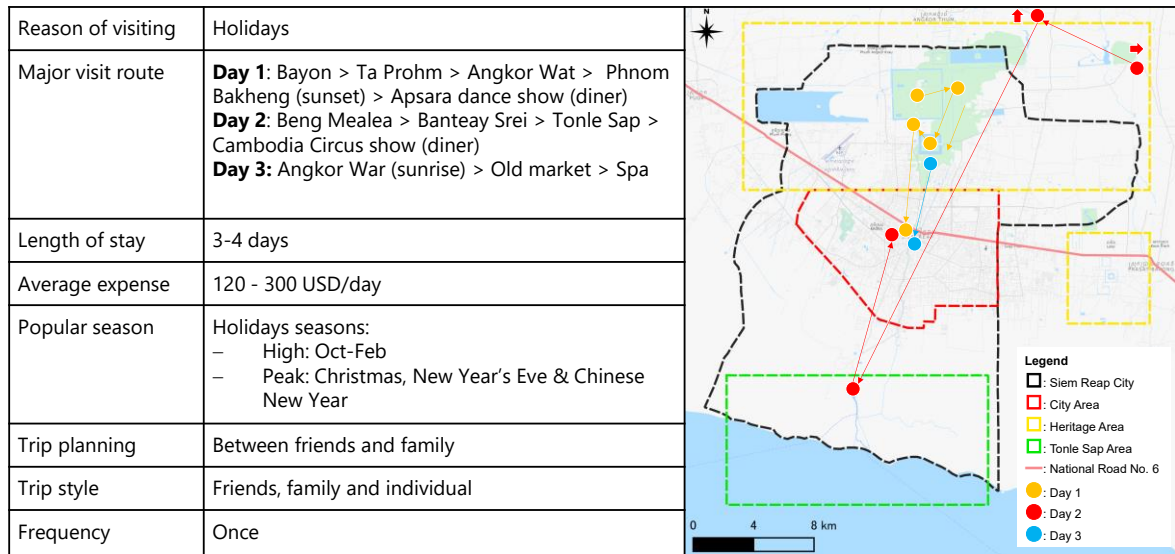 Reason of visiting
Holidays
Major visit route
Day 1: Bayon > Ta Prohm > Angkor Wat > Phnom
Bakheng (sunset) > Apsara dance show (diner)
Day 2: Beng Mealea > Banteay Srei > Tonle Sap >
Cambodia Circus show (diner)
Day 3: Angkor War (sunrise) > Old market > Spa
Length of stay
3-4 days
Average expense
120 - 300 USD/day
Popular season
Holidays seasons:
– High: Oct-Feb
– Peak: Christmas, New Year’s Eve & Chinese
New Year
Trip planning
Between friends and family
Trip style
Friends, family and individual
Frequency
Once
N
ANGKOR THUM
Legend
: Siem Reap City
: City Area
: Heritage Area
: Tonle Sap Area
: National Road No. 6
: Day 1
: Day 2
: Day 3
0 4 8 km